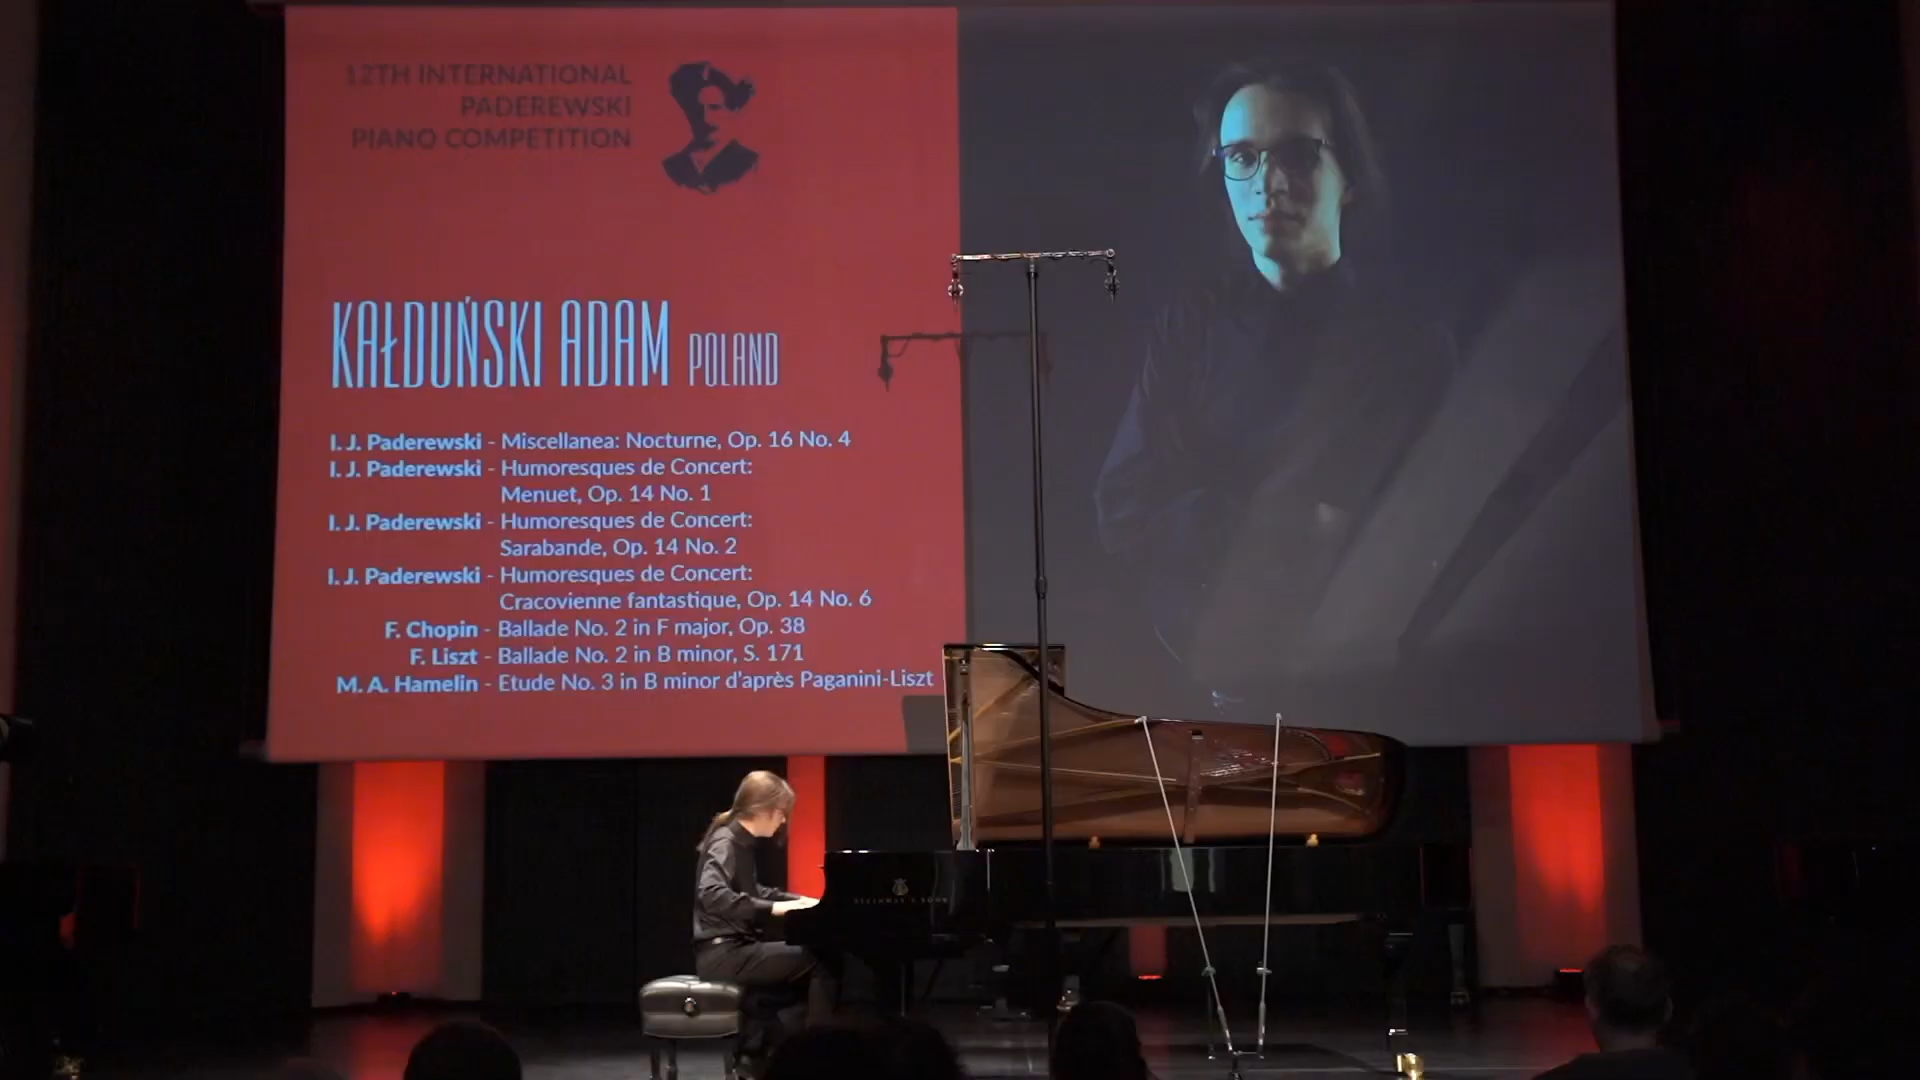 12TH INTERNATIONAL
PADEREWSKI
PIANO COMPETITION
KAŁDUŃSKI ADAM POLAND
I. J. Paderewski - Miscellanea: Nocturne, Op. 16 No. 4
I. J. Paderewski - Humoresques de Concert:
Menuet, Op. 14 No. 1
I. J. Paderewski - Humoresques de Concert:
Sarabande, Op. 14 No. 2
I. J. Paderewski - Humoresques de Concert:
Cracovienne fantastique, Op. 14 No. 6
F. Chopin - Ballade No. 2 in F major, Op. 38
F. Liszt - Ballade No. 2 in B minor, S. 171
M. A. Hamelin - Etude No. 3 in B minor d'après Paganini-Liszt
STEINWAY & SONS